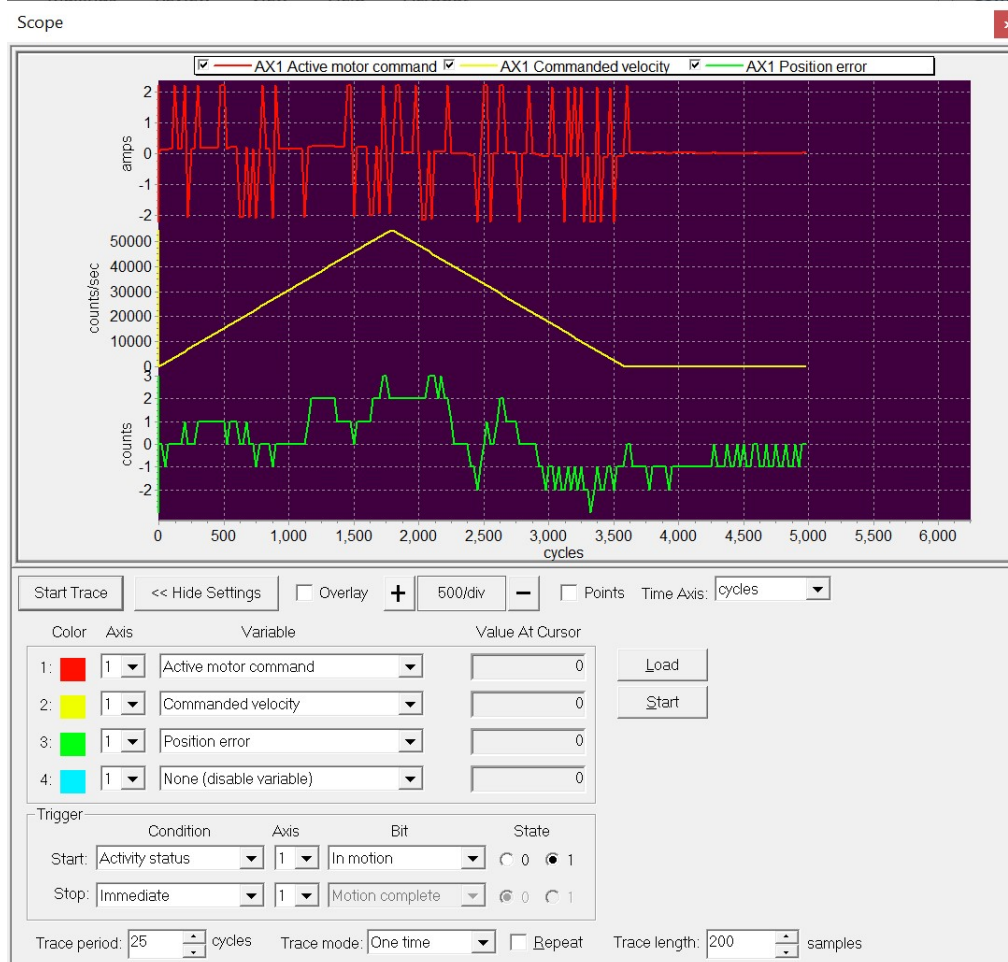 Scope
AX1 Active motor command AX1 Commanded velocity AX1 Position error
2
1
0
-1
-2
amps
50000
40000
30000
20000
10000
0
counts/sec
3
2
1
0
-1
-2
counts
0 500 1,000 1,500 2,000 2,500 3,000 3,500 4,000 4,500 5,000 5,500 6,000
cycles
Start Trace << Hide Settings Overlay + 500/div − Points Time Axis: cycles
Color Axis Variable Value At Cursor
1: 1 Active motor command 0 Load
2: 1 Commanded velocity 0 Start
3: 1 Position error 0
4: 1 None (disable variable) 0
Trigger
Condition Axis Bit State
Start: Activity status 1 In motion 0 1
Stop: Immediate 1 Motion complete 0 1
Trace period: 25 cycles Trace mode: One time Repeat Trace length: 200 samples